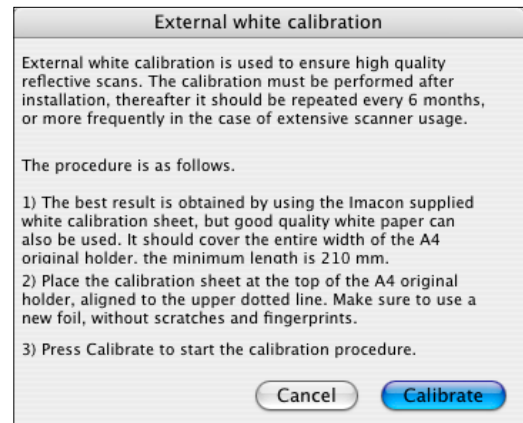 External white calibration
External white calibration is used to ensure high quality
reflective scans. The calibration must be performed after
installation, thereafter it should be repeated every 6 months,
or more frequently in the case of extensive scanner usage.
The procedure is as follows.
1) The best result is obtained by using the Imacon supplied
white calibration sheet, but good quality white paper can
also be used. It should cover the entire width of the A4
original holder, the minimum length is 210 mm.
2) Place the calibration sheet at the top of the A4 original
holder, aligned to the upper dotted line. Make sure to use a
new foil, without scratches and fingerprints.
3) Press Calibrate to start the calibration procedure.
Cancel Calibrate